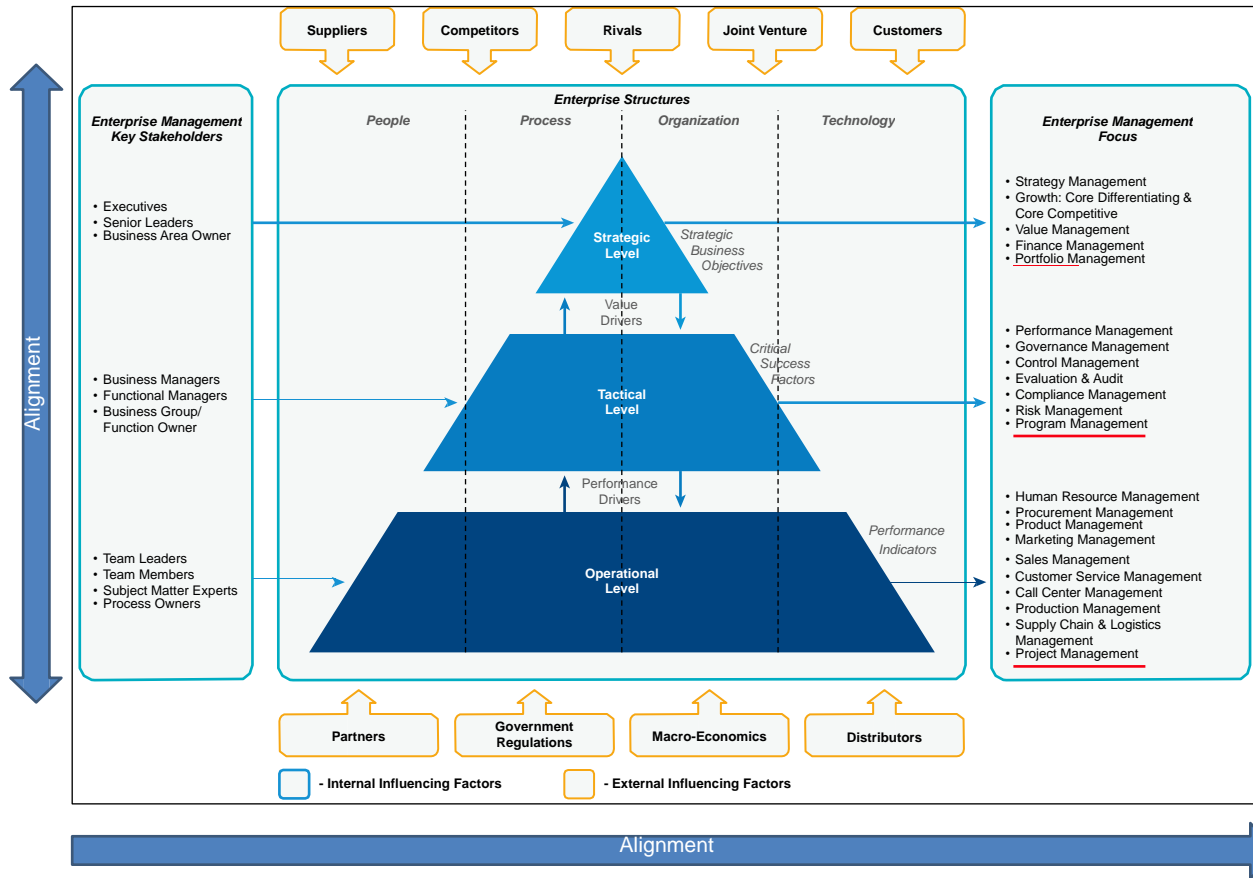 Suppliers
Competitors
Rivals
Joint Venture
Customers
Alignment
Enterprise Management
Key Stakeholders
• Executives
• Senior Leaders
• Business Area Owner
• Business Managers
• Functional Managers
• Business Group/
Function Owner
• Team Leaders
• Team Members
• Subject Matter Experts
• Process Owners
Enterprise Structures
People
Process
Organization
Technology
Strategic
Level
Strategic
Business
Objectives
Value
Drivers
Tactical
Level
Critical
Success
Factors
Performance
Drivers
Operational
Level
Performance
Indicators
Enterprise Management
Focus
• Strategy Management
• Growth: Core Differentiating &
Core Competitive
• Value Management
• Finance Management
• Portfolio Management
• Performance Management
• Governance Management
• Control Management
• Evaluation & Audit
• Compliance Management
• Risk Management
• Program Management
• Human Resource Management
• Procurement Management
• Product Management
• Marketing Management
• Sales Management
• Customer Service Management
• Call Center Management
• Production Management
• Supply Chain & Logistics
Management
• Project Management
Partners
Government
Regulations
Macro-Economics
Distributors
- Internal Influencing Factors
- External Influencing Factors
Alignment